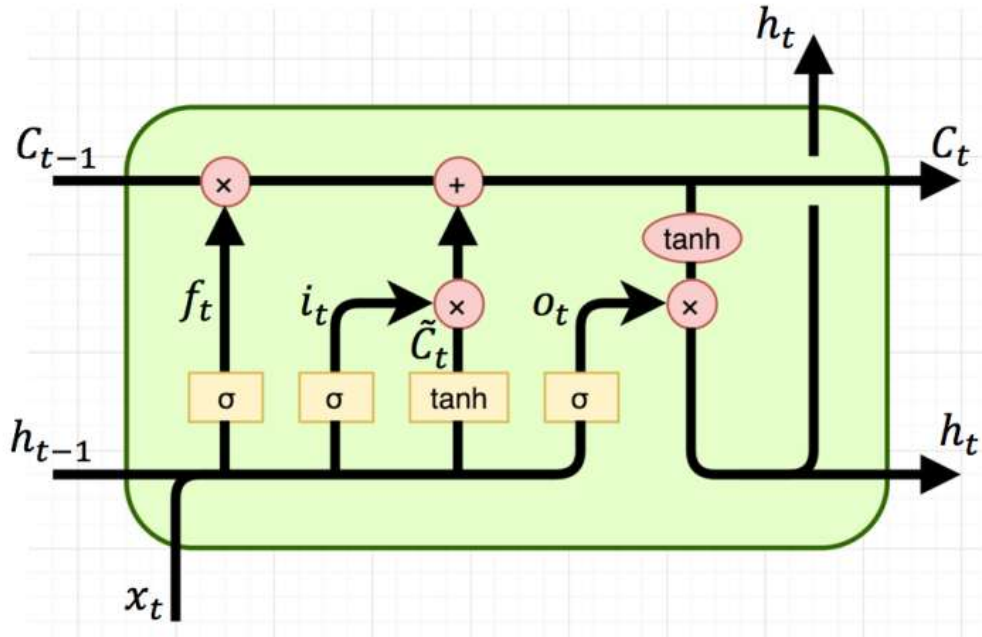 h_t
C_{t-1}
C_t
×
+
tanh
f_t
i_t
×
o_t
×
C̃_t
σ
σ
tanh
σ
h_{t-1}
h_t
x_t